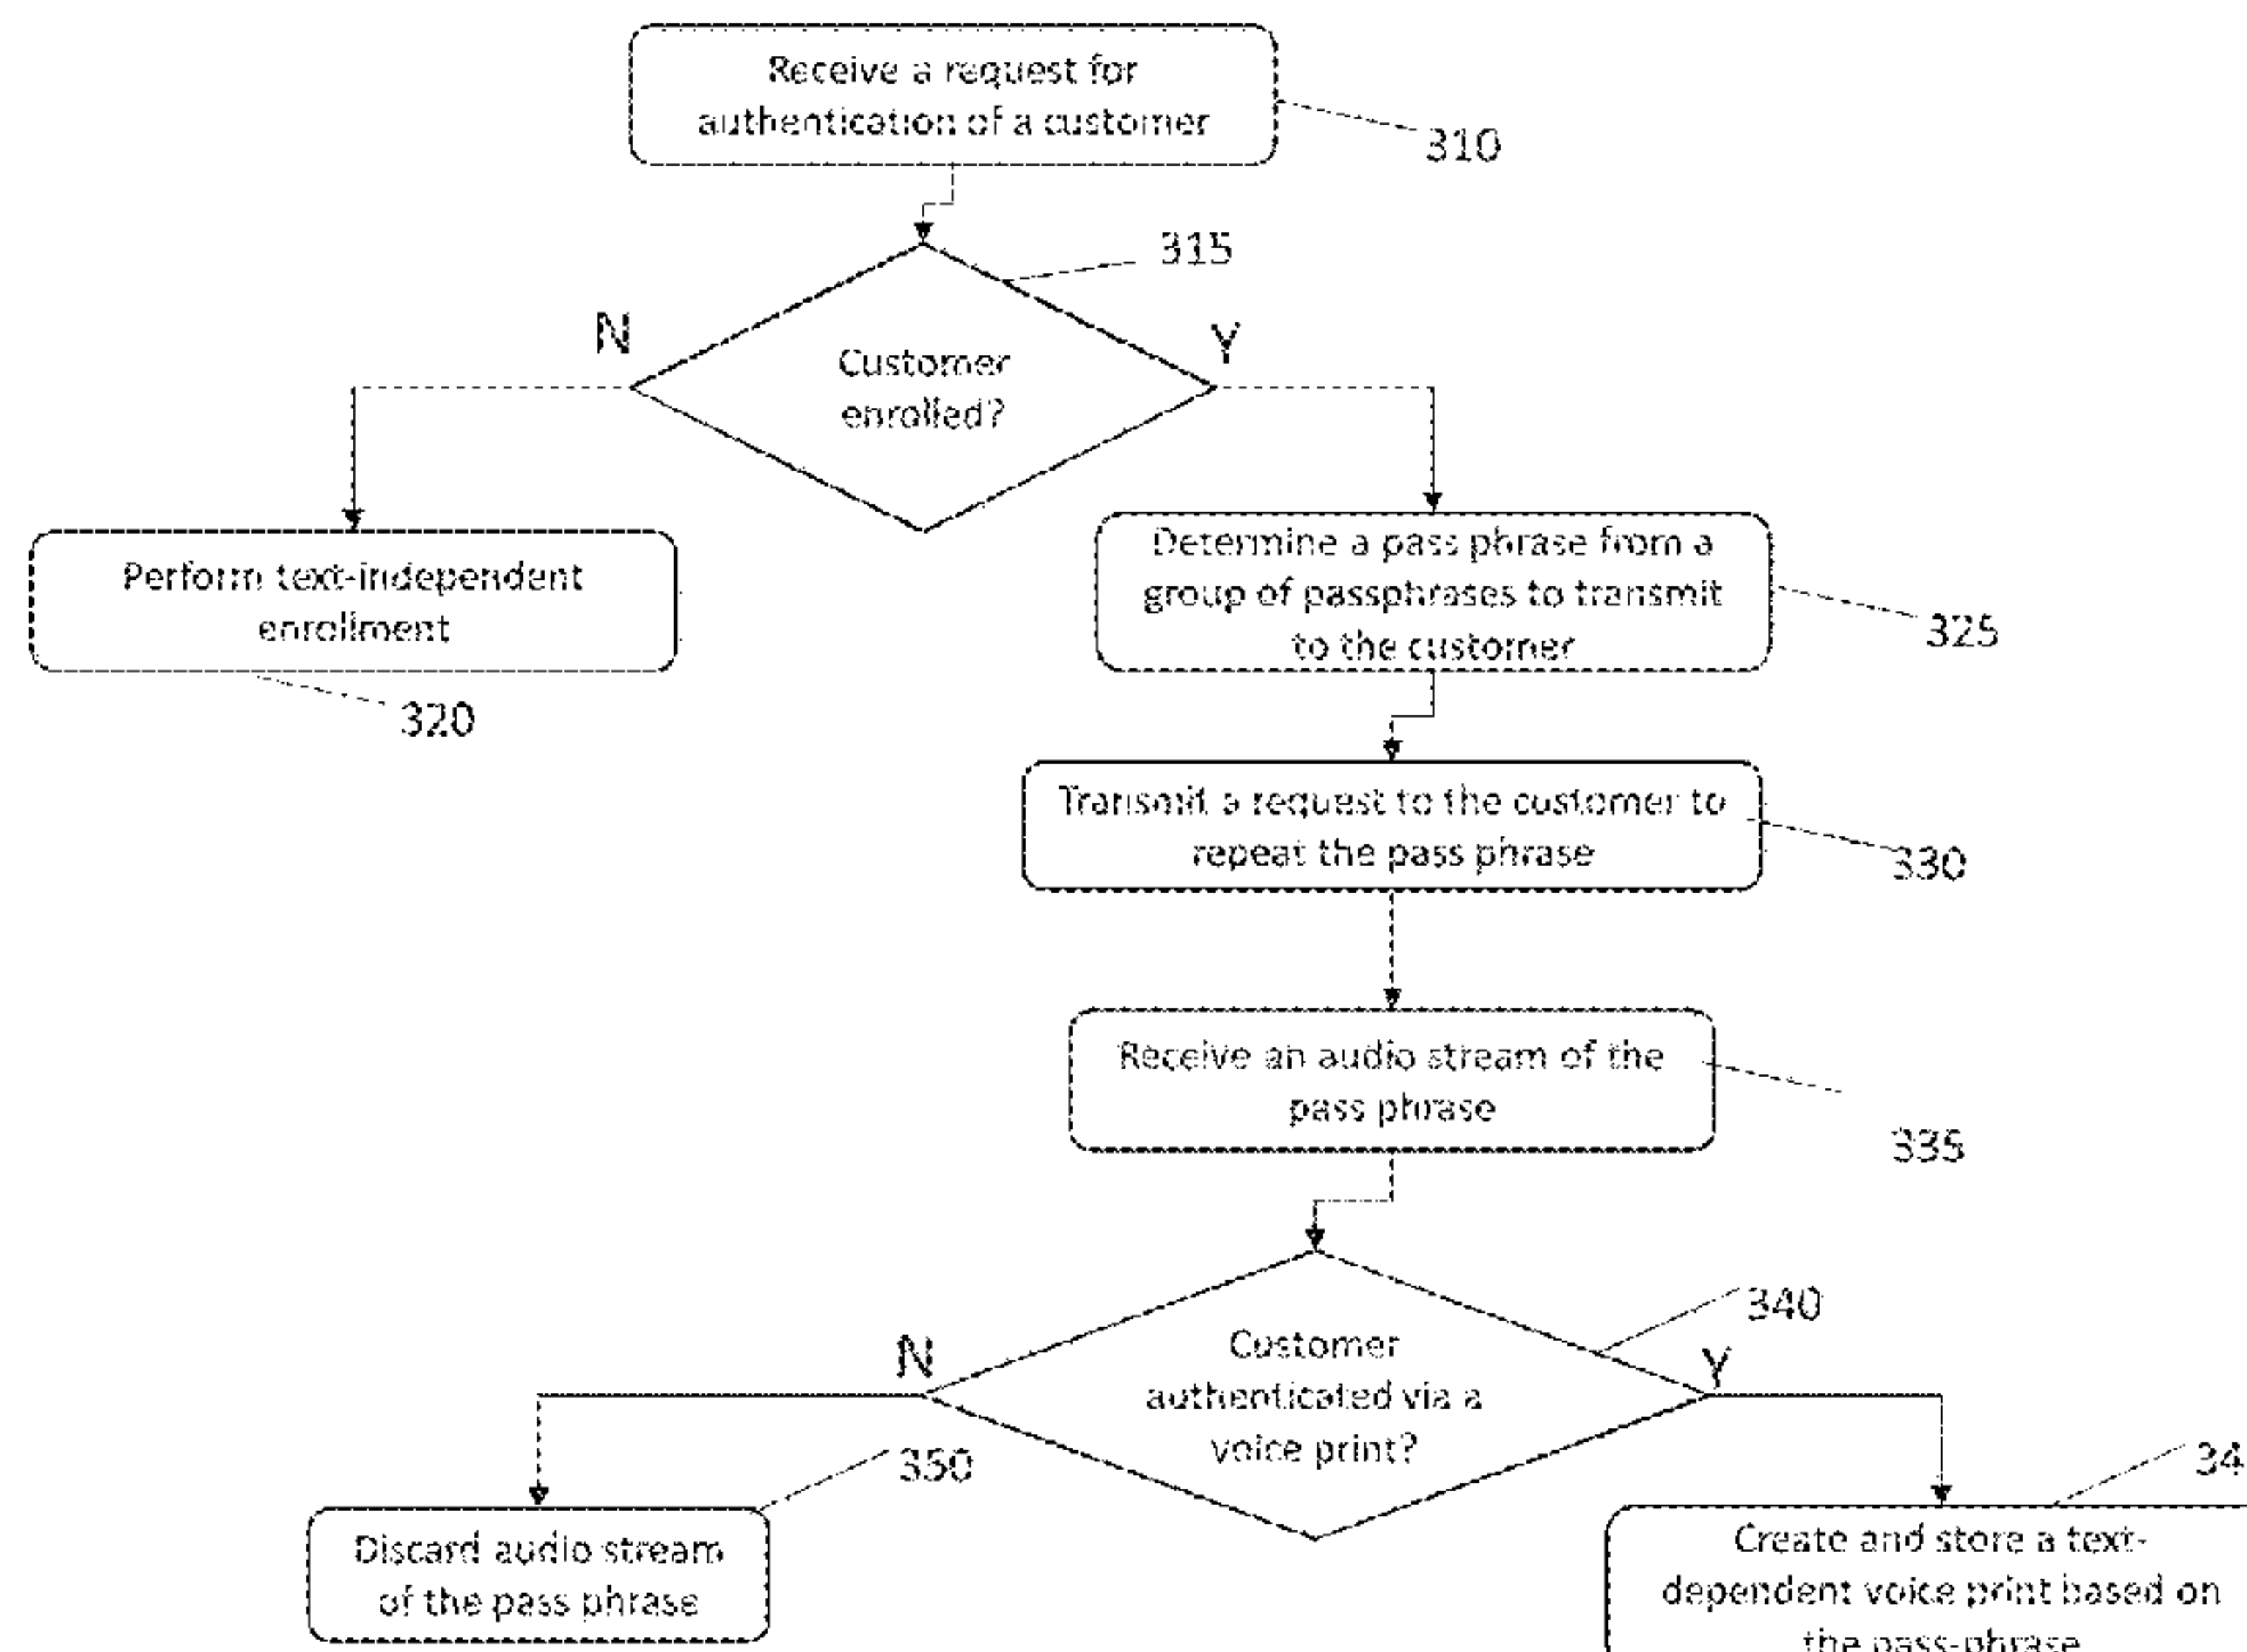 Receive a request for
authentication of a customer
310
315
N
Y
Customer
enrolled?
Perform text-independent
enrollment
320
Determine a pass phrase from a
group of passphrases to transmit
to the customer
325
Transmit a request to the customer to
repeat the pass phrase
330
Receive an audio stream of the
pass phrase
335
340
N
Y
Customer
authenticated via a
voice print?
350
34
Discard audio stream
of the pass phrase
Create and store a text-
dependent voice print based on
the pass-phrase